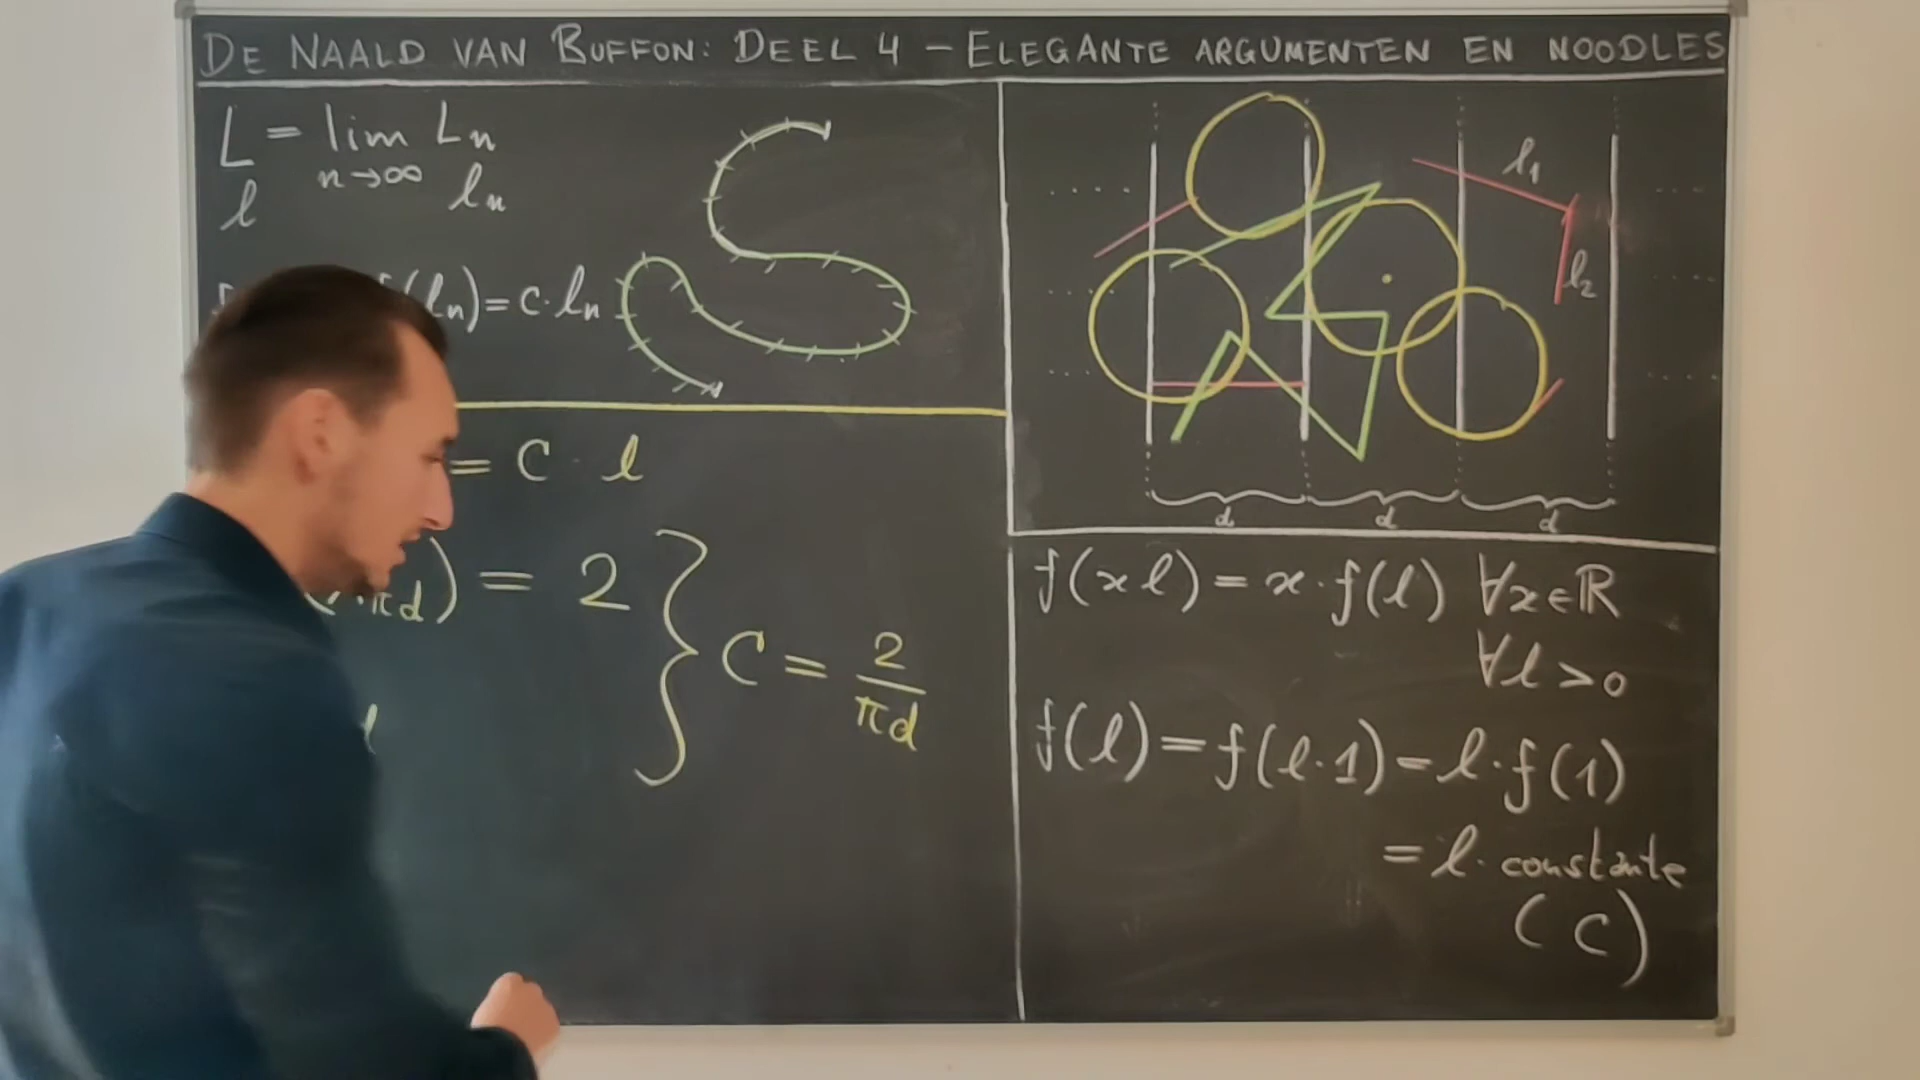 DE NAALD VAN BUFFON: DEEL 4 – ELEGANTE ARGUMENTEN EN NOODLES
L = lim Ln
n→∞
l ln
(ln) = c·ln
= C · l
πd) = 2
C = 2/πd
l
l1
l2
d d d
f(xl) = x·f(l) ∀x∈ℝ
∀l>0
f(l) = f(l·1) = l·f(1)
= l·constante
(C)